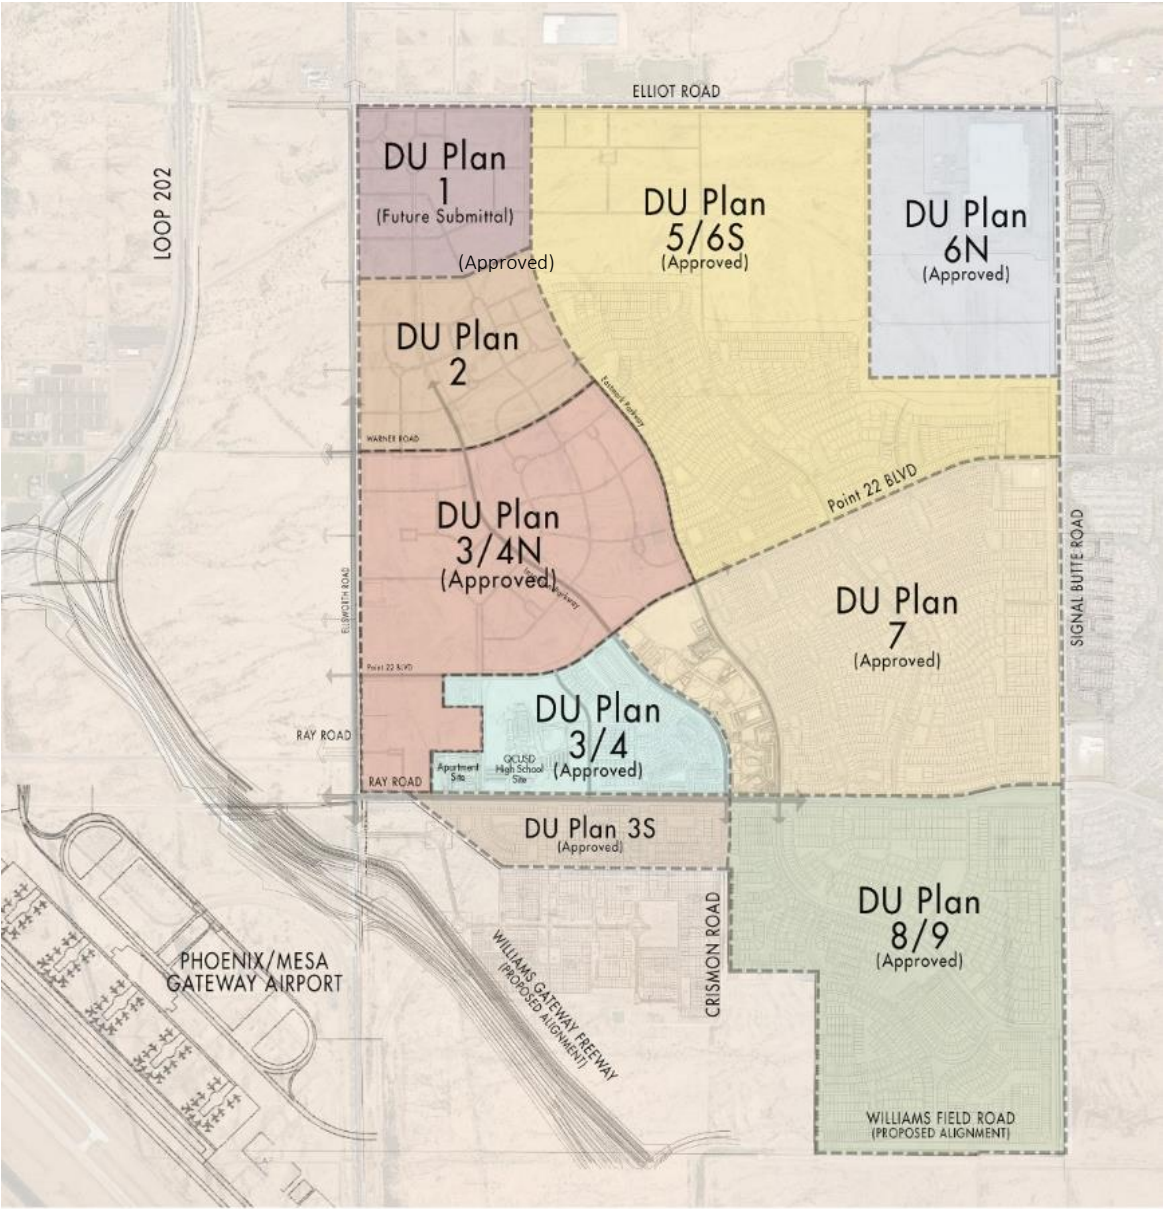 ELLIOT ROAD
LOOP 202
DU Plan
1
(Future Submittal)
DU Plan
5/6S
(Approved)
DU Plan
6N
(Approved)
(Approved)
DU Plan
2
Eastmark Parkway
WARNER ROAD
Point 22 BLVD
DU Plan
3/4N
(Approved)
Parkway
ELLSWORTH ROAD
SIGNAL BUTTE ROAD
DU Plan
7
(Approved)
Point 22 BLVD
DU Plan
3/4
(Approved)
RAY ROAD
Apartment
Site
QCUSD
High School
Site
RAY ROAD
DU Plan 3S
(Approved)
DU Plan
8/9
(Approved)
CRISMON ROAD
PHOENIX/MESA
GATEWAY AIRPORT
WILLIAMS GATEWAY FREEWAY
(PROPOSED ALIGNMENT)
WILLIAMS FIELD ROAD
(PROPOSED ALIGNMENT)